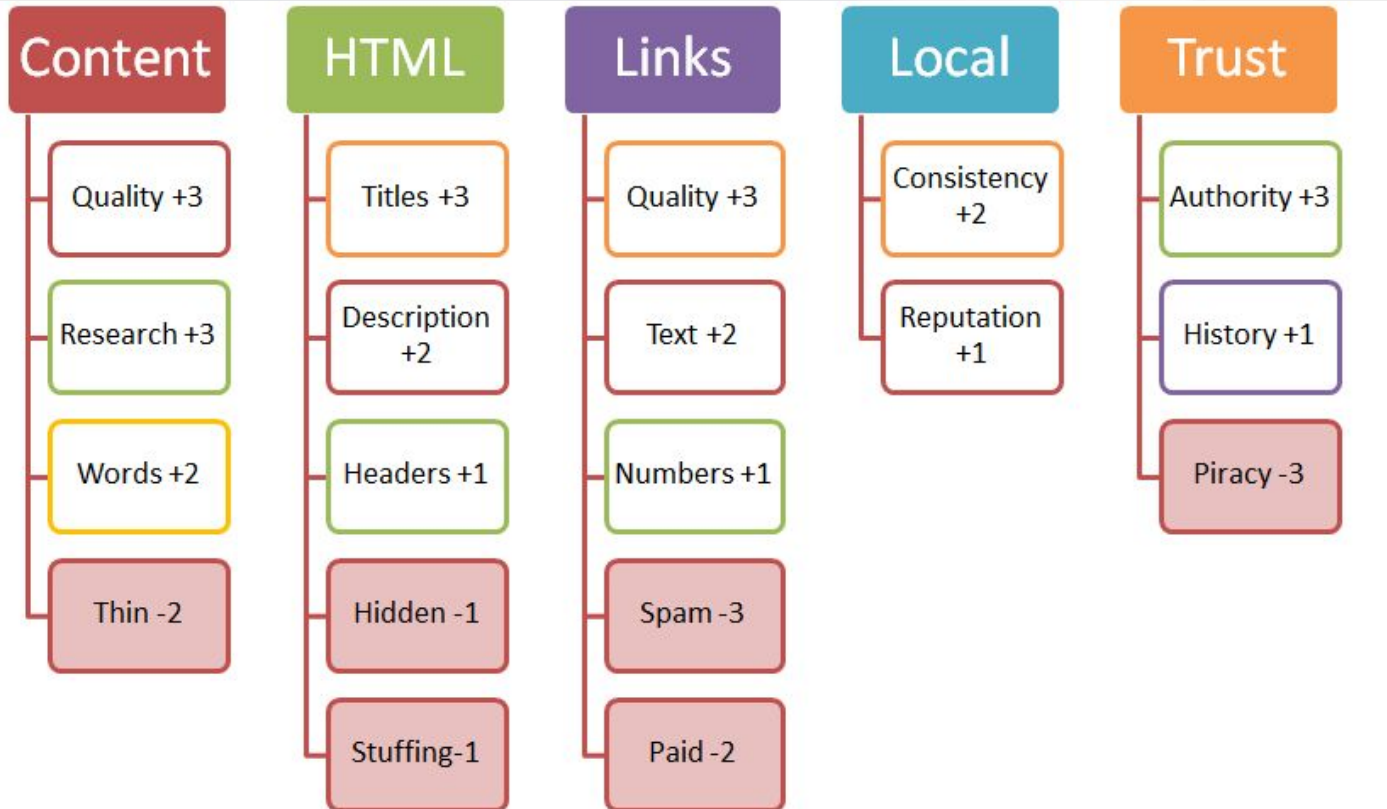 Content
Quality +3
Research +3
Words +2
Thin -2
HTML
Titles +3
Description
+2
Headers +1
Hidden -1
Stuffing-1
Links
Quality +3
Text +2
Numbers +1
Spam -3
Paid -2
Local
Consistency
+2
Reputation
+1
Trust
Authority +3
History +1
Piracy -3